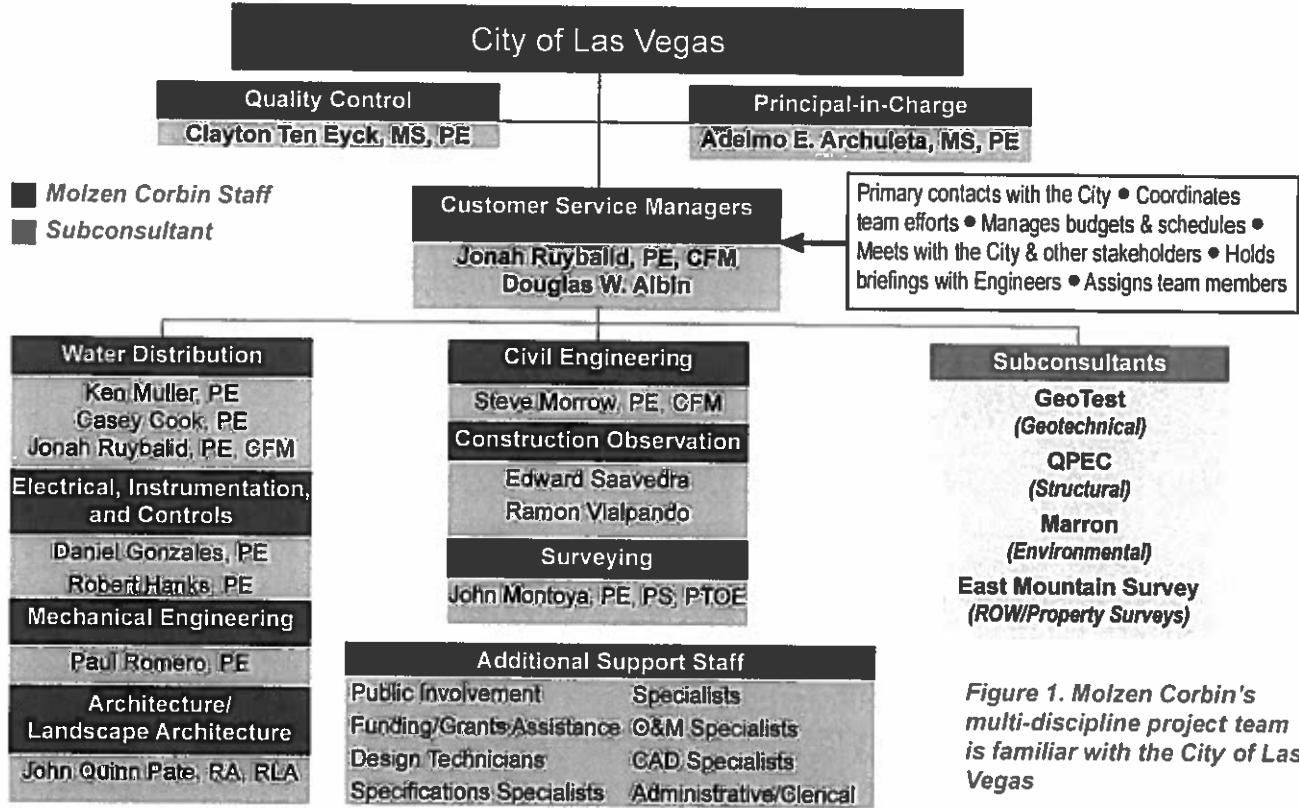 City of Las Vegas
Quality Control
Clayton Ten Eyck, MS, PE
Principal-in-Charge
Adelmo E. Archuleta, MS, PE
Molzen Corbin Staff
Subconsultant
Customer Service Managers
Jonah Ruybalid, PE, CFM
Douglas W. Albin
Primary contacts with the City ● Coordinates
team efforts ● Manages budgets & schedules ●
Meets with the City & other stakeholders ● Holds
briefings with Engineers ● Assigns team members
Water Distribution
Ken Muller, PE
Casey Cook, PE
Jonah Ruybalid, PE, CFM
Electrical, Instrumentation,
and Controls
Daniel Gonzales, PE
Robert Hanks, PE
Mechanical Engineering
Paul Romero, PE
Architecture/
Landscape Architecture
John Quinn Pate, RA, RLA
Civil Engineering
Steve Morrow, PE, CFM
Construction Observation
Edward Saavedra
Ramon Vialpando
Surveying
John Montoya, PE, PS, PTOE
Subconsultants
GeoTest
(Geotechnical)
QPEC
(Structural)
Marron
(Environmental)
East Mountain Survey
(ROW/Property Surveys)
Additional Support Staff
Public Involvement Specialists
Funding/Grants Assistance O&M Specialists
Design Technicians CAD Specialists
Specifications Specialists Administrative/Clerical
Figure 1. Molzen Corbin's
multi-discipline project team
is familiar with the City of Las
Vegas